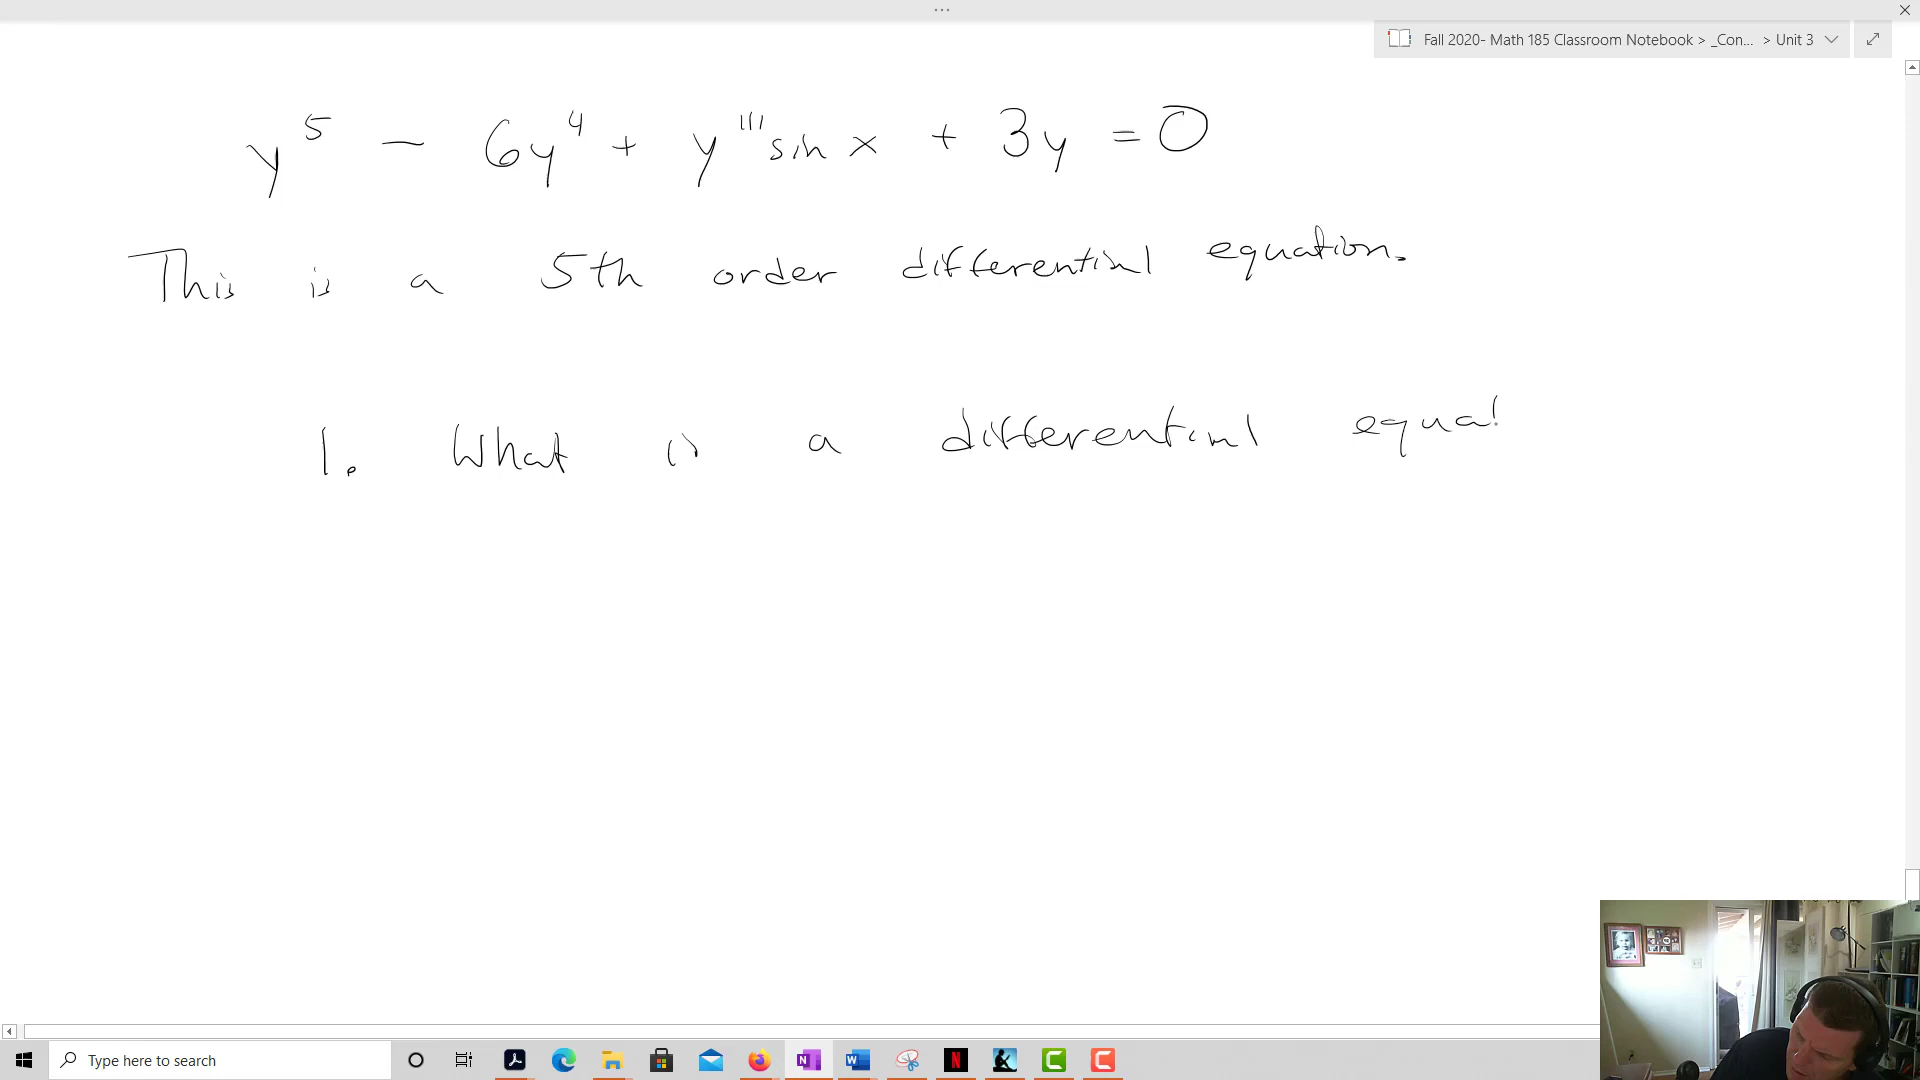 Fall 2020- Math 185 Classroom Notebook > _Con... > Unit 3
y⁵ - 6y⁴ + y''' sin x + 3y = 0
This is a 5th order differential equation.
1. What is a differential equa
Type here to search